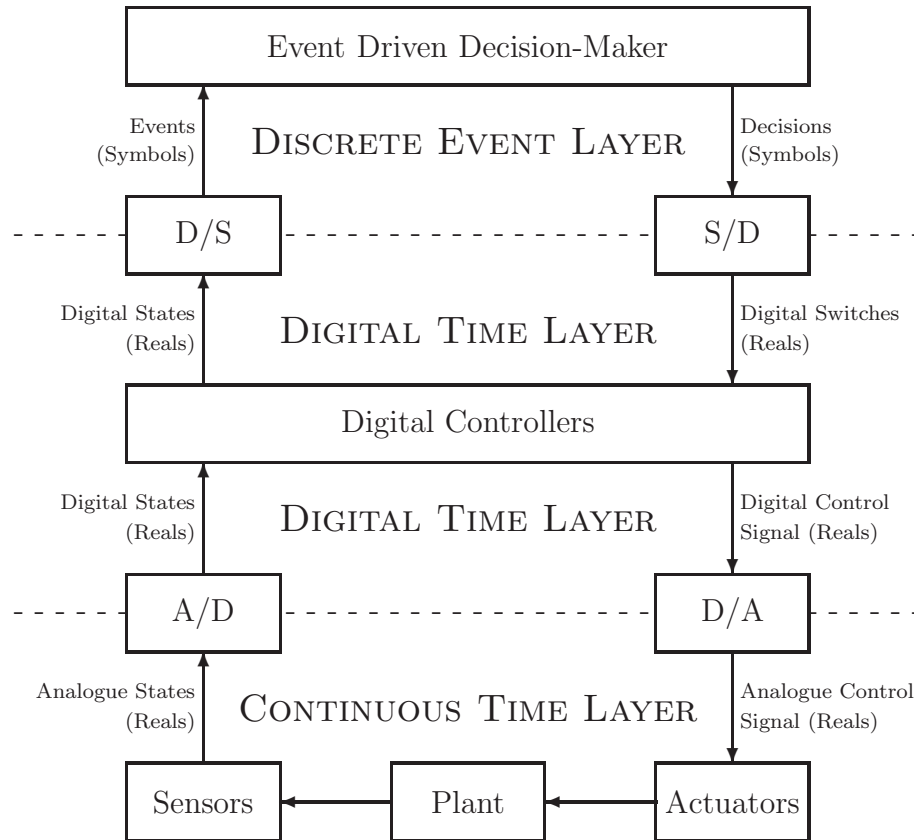 Event Driven Decision-Maker
Events
(Symbols)
DISCRETE EVENT LAYER
Decisions
(Symbols)
D/S
S/D
Digital States
(Reals)
DIGITAL TIME LAYER
Digital Switches
(Reals)
Digital Controllers
Digital States
(Reals)
DIGITAL TIME LAYER
Digital Control
Signal (Reals)
A/D
D/A
Analogue States
(Reals)
CONTINUOUS TIME LAYER
Analogue Control
Signal (Reals)
Sensors
Plant
Actuators